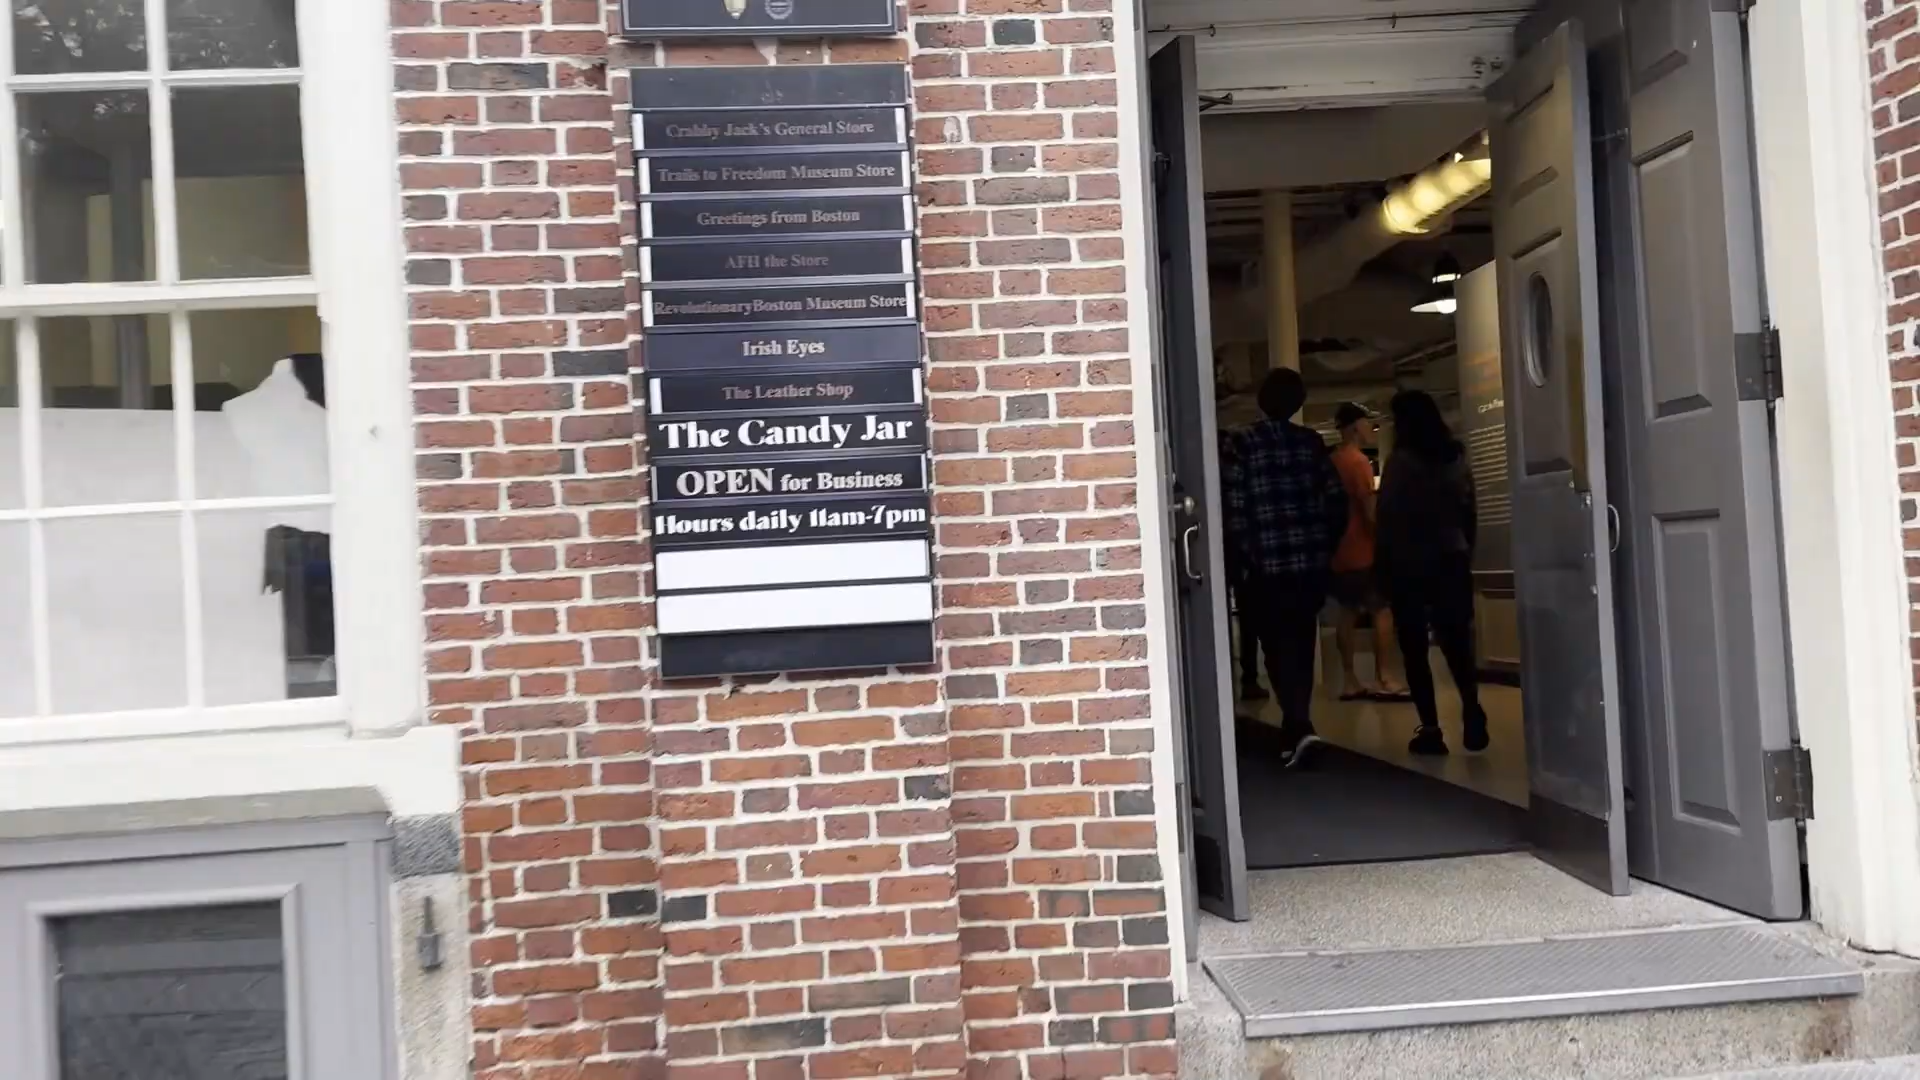 Crabby Jack's General Store
Trails to Freedom Museum Store
Greetings from Boston
AFH the Store
RevolutionaryBoston Museum Store
Irish Eyes
The Leather Shop
The Candy Jar
OPEN for Business
Hours daily 11am-7pm